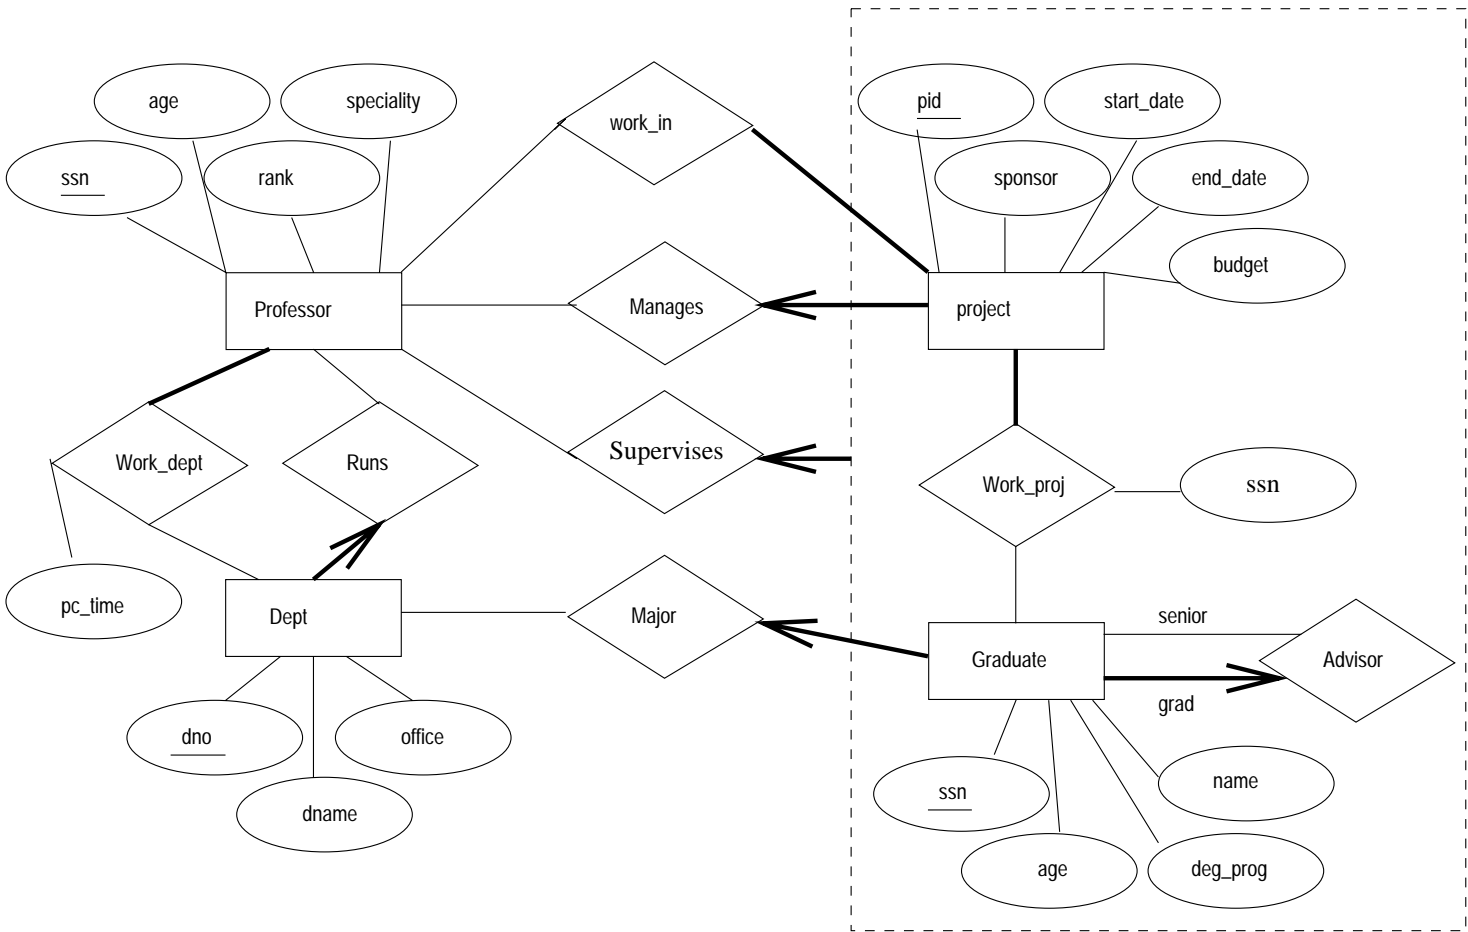 age
speciality
work_in
pid
start_date
ssn
rank
sponsor
end_date
budget
Professor
Manages
project
Work_dept
Runs
Supervises
Work_proj
ssn
pc_time
Dept
Major
senior
Graduate
Advisor
grad
dno
office
dname
ssn
name
age
deg_prog